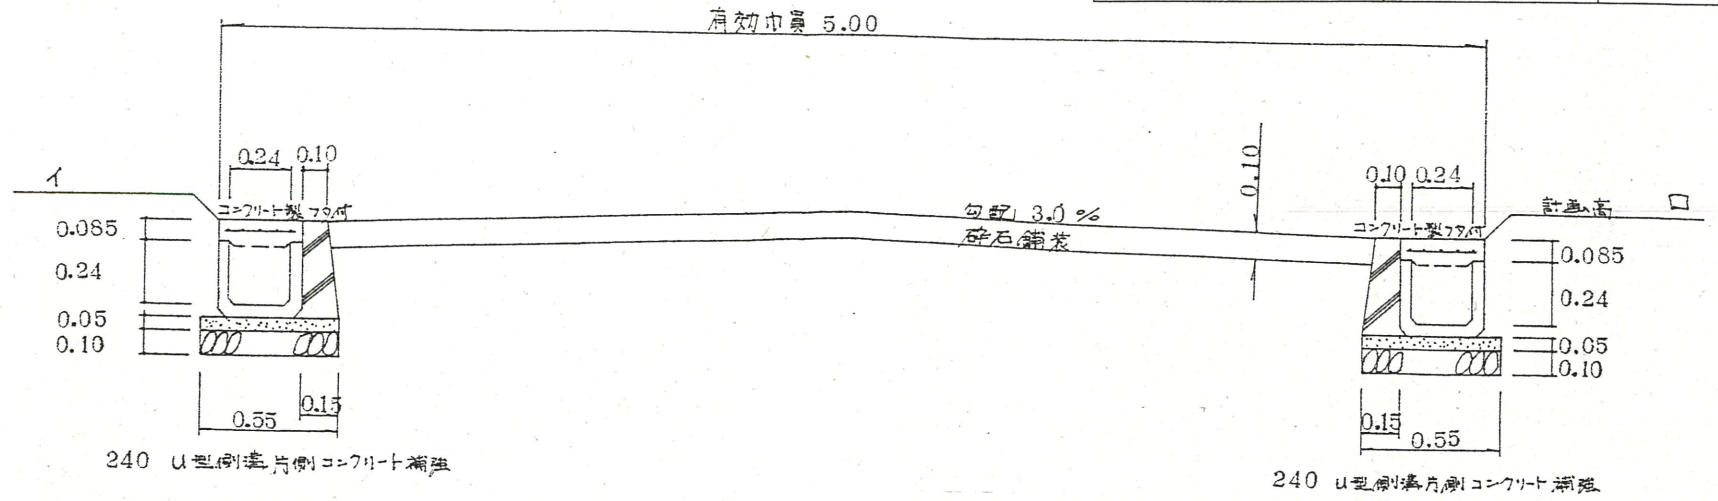 有効巾員 5.00
0.24 0.10
イ
コンクリート製フタ付
0.085
0.24
0.05
0.10
0.15
0.55
240 U型側溝片側コンクリート補強
勾配 3.0 %
砕石舗装
0.10
0.10 0.24
計画高
ロ
コンクリート製フタ付
0.085
0.24
0.05
0.10
0.15
0.55
240 U型側溝片側コンクリート補強